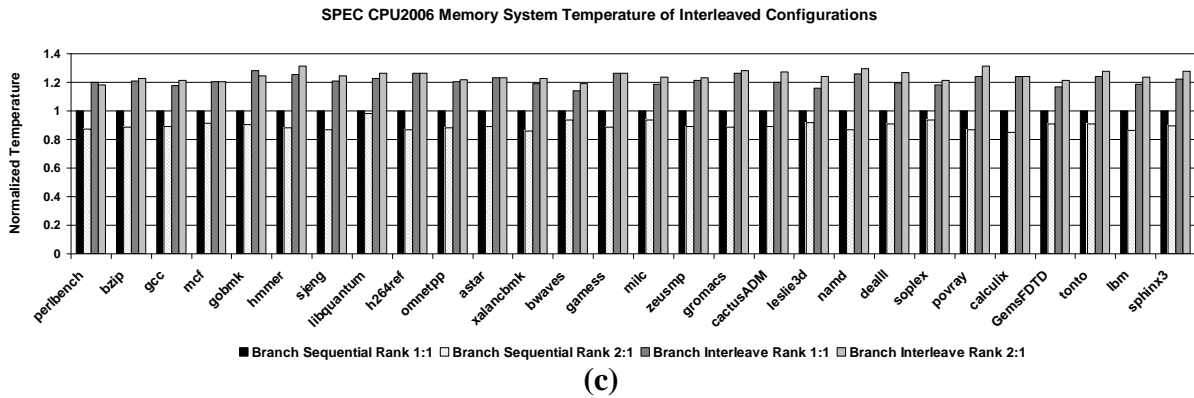 SPEC CPU2006 Memory System Temperature of Interleaved Configurations
Normalized Temperature
1.4
1.2
1
0.8
0.6
0.4
0.2
0
perlbench
bzip
gcc
mcf
gobmk
hmmer
sjeng
libquantum
h264ref
omnetpp
astar
xalancbmk
bwaves
gamess
milc
zeusmp
gromacs
cactusADM
leslie3d
namd
dealII
soplex
povray
calculix
GemsFDTD
tonto
lbm
sphinx3
Branch Sequential Rank 1:1 Branch Sequential Rank 2:1 Branch Interleave Rank 1:1 Branch Interleave Rank 2:1
(c)